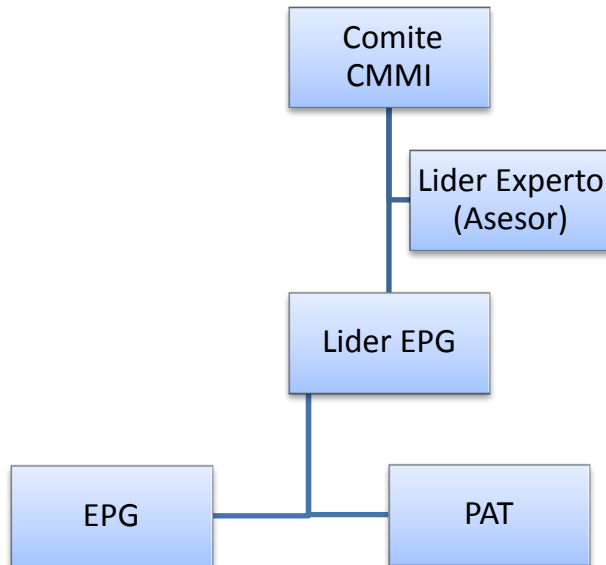 Comite
CMMI
Lider Experto
(Asesor)
Lider EPG
EPG
PAT